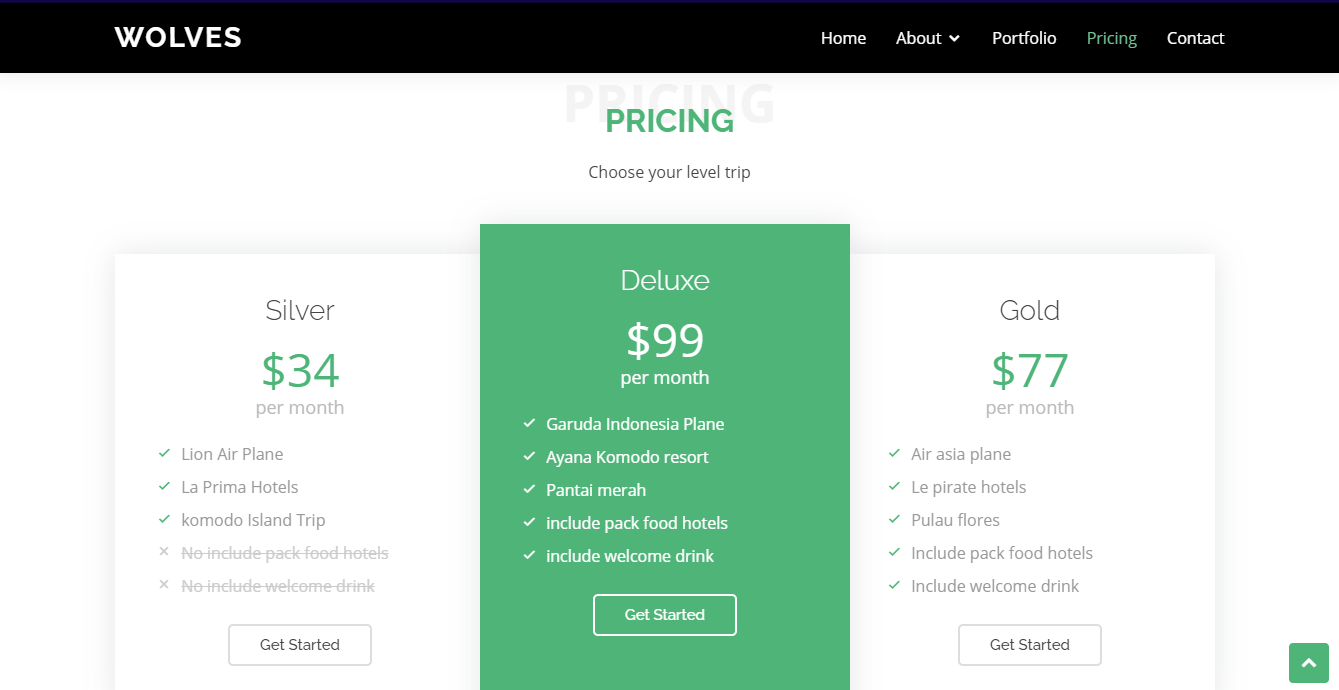 WOLVES
Home About Portfolio Pricing Contact
PRICING
PRICING
Choose your level trip
Silver
$34
per month
Lion Air Plane
La Prima Hotels
komodo Island Trip
No include pack food hotels
No include welcome drink
Get Started
Deluxe
$99
per month
Garuda Indonesia Plane
Ayana Komodo resort
Pantai merah
include pack food hotels
include welcome drink
Get Started
Gold
$77
per month
Air asia plane
Le pirate hotels
Pulau flores
Include pack food hotels
Include welcome drink
Get Started